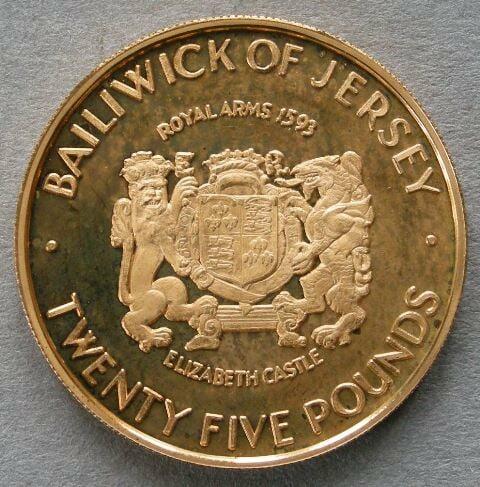 BAILIWICK OF JERSEY
ROYAL ARMS 1593
E R
ELIZABETH CASTLE
TWENTY FIVE POUNDS